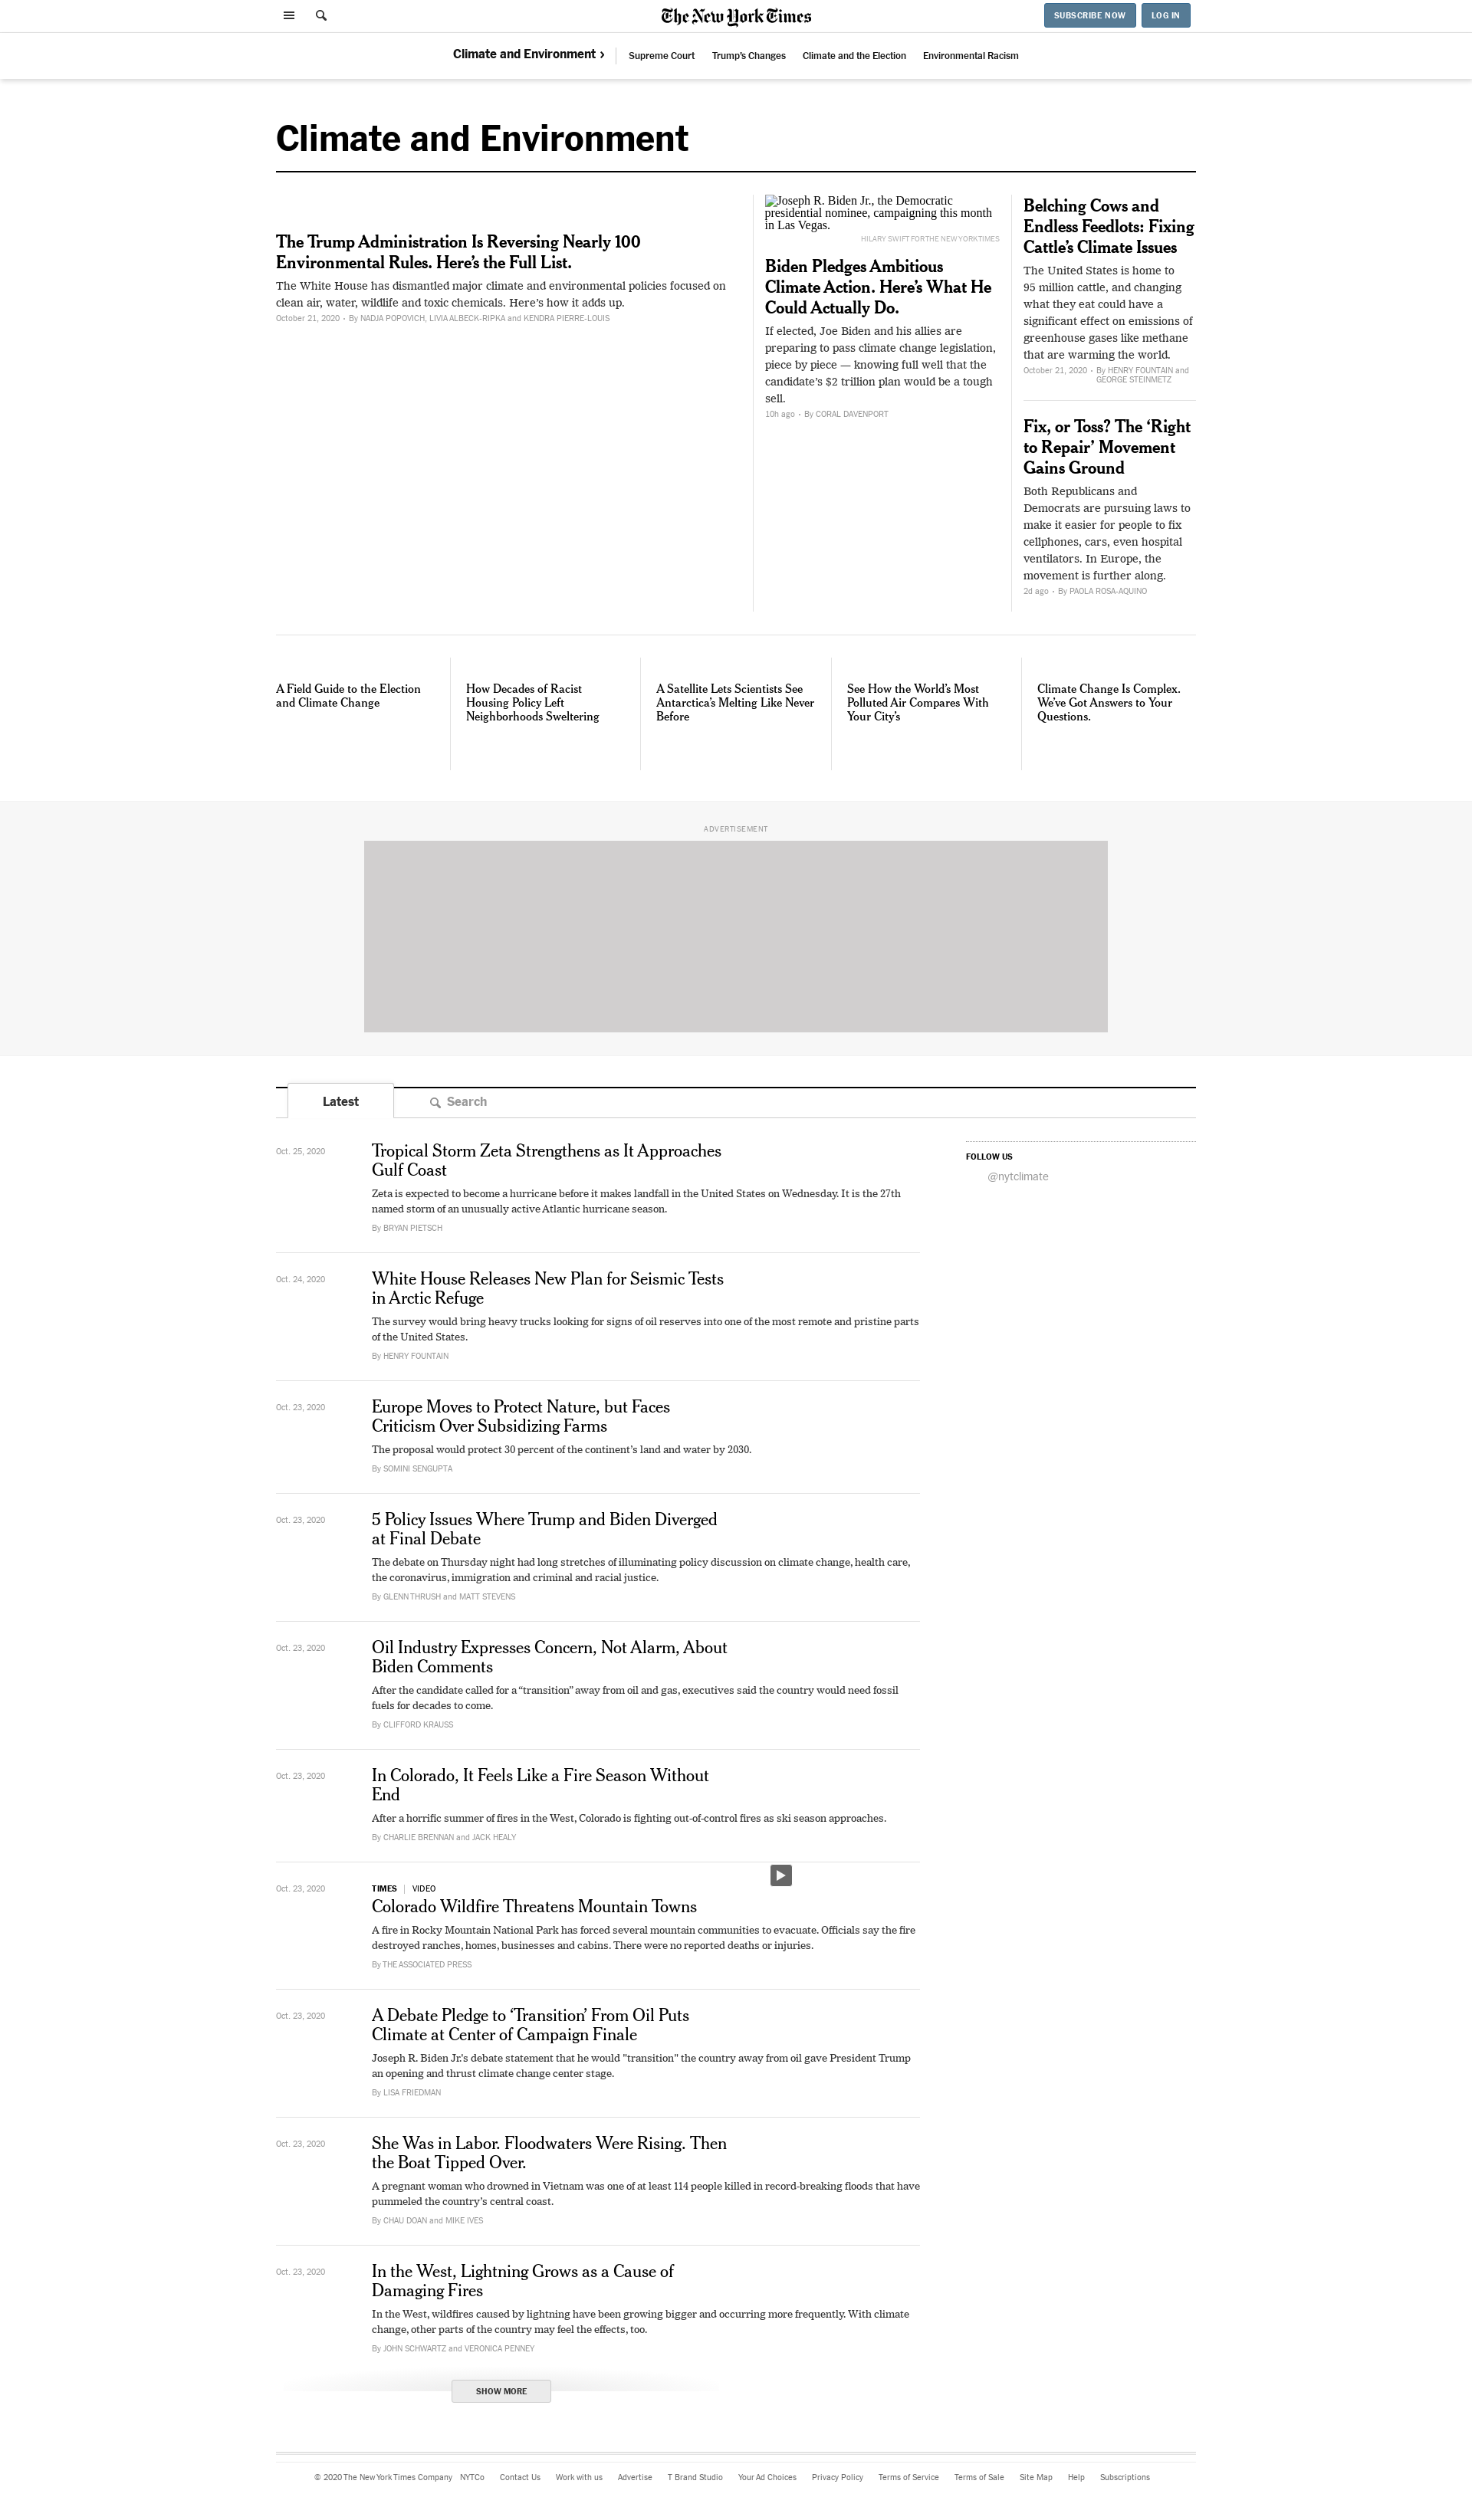 The New York Times
SUBSCRIBE NOW
LOG IN
Climate and Environment ›
Supreme Court
Trump's Changes
Climate and the Election
Environmental Racism
Climate and Environment
The Trump Administration Is Reversing Nearly 100
Environmental Rules. Here's the Full List.
The White House has dismantled major climate and environmental policies focused on
clean air, water, wildlife and toxic chemicals. Here's how it adds up.
October 21, 2020 • By NADJA POPOVICH, LIVIA ALBECK-RIPKA and KENDRA PIERRE-LOUIS
Joseph R. Biden Jr., the Democratic
presidential nominee, campaigning this month
in Las Vegas.
HILARY SWIFT FOR THE NEW YORK TIMES
Biden Pledges Ambitious
Climate Action. Here's What He
Could Actually Do.
If elected, Joe Biden and his allies are
preparing to pass climate change legislation,
piece by piece — knowing full well that the
candidate's $2 trillion plan would be a tough
sell.
10h ago • By CORAL DAVENPORT
Belching Cows and
Endless Feedlots: Fixing
Cattle's Climate Issues
The United States is home to
95 million cattle, and changing
what they eat could have a
significant effect on emissions of
greenhouse gases like methane
that are warming the world.
October 21, 2020 • By HENRY FOUNTAIN and
GEORGE STEINMETZ
Fix, or Toss? The ‘Right
to Repair’ Movement
Gains Ground
Both Republicans and
Democrats are pursuing laws to
make it easier for people to fix
cellphones, cars, even hospital
ventilators. In Europe, the
movement is further along.
2d ago • By PAOLA ROSA-AQUINO
A Field Guide to the Election
and Climate Change
How Decades of Racist
Housing Policy Left
Neighborhoods Sweltering
A Satellite Lets Scientists See
Antarctica's Melting Like Never
Before
See How the World's Most
Polluted Air Compares With
Your City's
Climate Change Is Complex.
We've Got Answers to Your
Questions.
ADVERTISEMENT
Latest
Search
Oct. 25, 2020
Tropical Storm Zeta Strengthens as It Approaches
Gulf Coast
Zeta is expected to become a hurricane before it makes landfall in the United States on Wednesday. It is the 27th
named storm of an unusually active Atlantic hurricane season.
By BRYAN PIETSCH
FOLLOW US
@nytclimate
Oct. 24, 2020
White House Releases New Plan for Seismic Tests
in Arctic Refuge
The survey would bring heavy trucks looking for signs of oil reserves into one of the most remote and pristine parts
of the United States.
By HENRY FOUNTAIN
Oct. 23, 2020
Europe Moves to Protect Nature, but Faces
Criticism Over Subsidizing Farms
The proposal would protect 30 percent of the continent's land and water by 2030.
By SOMINI SENGUPTA
Oct. 23, 2020
5 Policy Issues Where Trump and Biden Diverged
at Final Debate
The debate on Thursday night had long stretches of illuminating policy discussion on climate change, health care,
the coronavirus, immigration and criminal and racial justice.
By GLENN THRUSH and MATT STEVENS
Oct. 23, 2020
Oil Industry Expresses Concern, Not Alarm, About
Biden Comments
After the candidate called for a “transition” away from oil and gas, executives said the country would need fossil
fuels for decades to come.
By CLIFFORD KRAUSS
Oct. 23, 2020
In Colorado, It Feels Like a Fire Season Without
End
After a horrific summer of fires in the West, Colorado is fighting out-of-control fires as ski season approaches.
By CHARLIE BRENNAN and JACK HEALY
Oct. 23, 2020
TIMES | VIDEO
Colorado Wildfire Threatens Mountain Towns
A fire in Rocky Mountain National Park has forced several mountain communities to evacuate. Officials say the fire
destroyed ranches, homes, businesses and cabins. There were no reported deaths or injuries.
By THE ASSOCIATED PRESS
Oct. 23, 2020
A Debate Pledge to ‘Transition’ From Oil Puts
Climate at Center of Campaign Finale
Joseph R. Biden Jr.'s debate statement that he would "transition" the country away from oil gave President Trump
an opening and thrust climate change center stage.
By LISA FRIEDMAN
Oct. 23, 2020
She Was in Labor. Floodwaters Were Rising. Then
the Boat Tipped Over.
A pregnant woman who drowned in Vietnam was one of at least 114 people killed in record-breaking floods that have
pummeled the country's central coast.
By CHAU DOAN and MIKE IVES
Oct. 23, 2020
In the West, Lightning Grows as a Cause of
Damaging Fires
In the West, wildfires caused by lightning have been growing bigger and occurring more frequently. With climate
change, other parts of the country may feel the effects, too.
By JOHN SCHWARTZ and VERONICA PENNEY
SHOW MORE
© 2020 The New York Times Company
NYTCo
Contact Us
Work with us
Advertise
T Brand Studio
Your Ad Choices
Privacy Policy
Terms of Service
Terms of Sale
Site Map
Help
Subscriptions